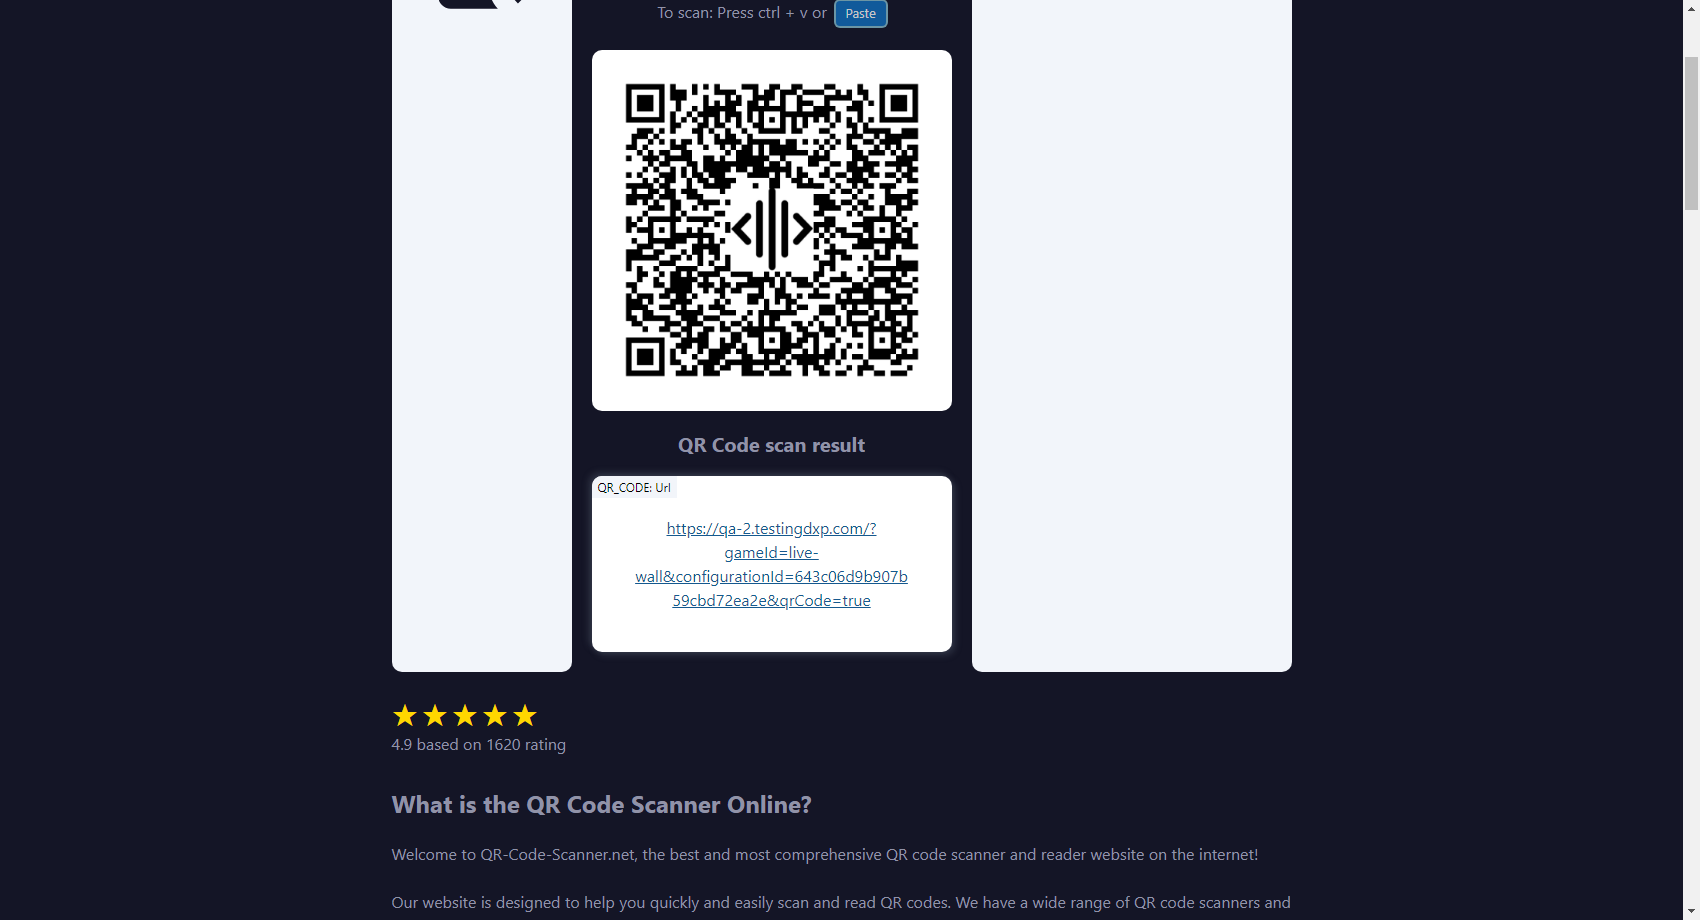 To scan: Press ctrl + v or Paste
QR Code scan result
QR_CODE: Url
https://qa-2.testingdxp.com/?
gameId=live-
wall&configurationId=643c06d9b907b
59cbd72ea2e&qrCode=true
4.9 based on 1620 rating
What is the QR Code Scanner Online?
Welcome to QR-Code-Scanner.net, the best and most comprehensive QR code scanner and reader website on the internet!
Our website is designed to help you quickly and easily scan and read QR codes. We have a wide range of QR code scanners and